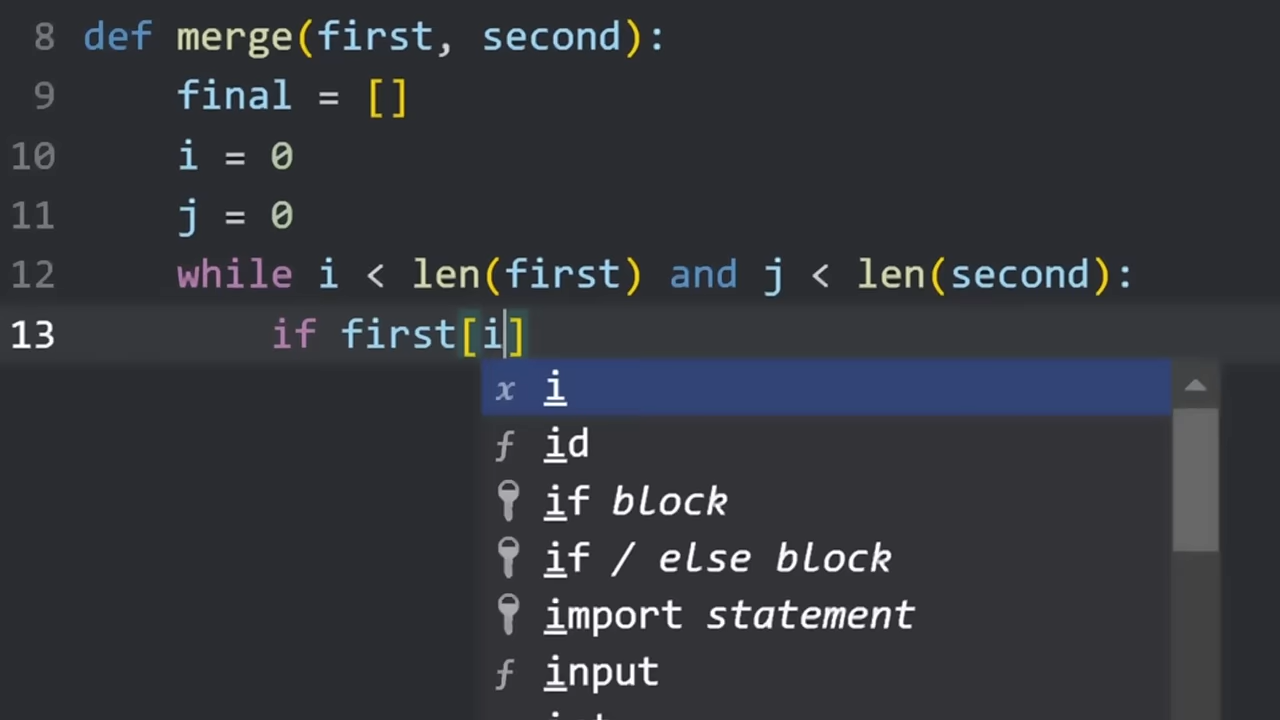 8 def merge(first, second):
9 final = []
10 i = 0
11 j = 0
12 while i < len(first) and j < len(second):
13 if first[i]
x i
f id
if block
if / else block
import statement
f input